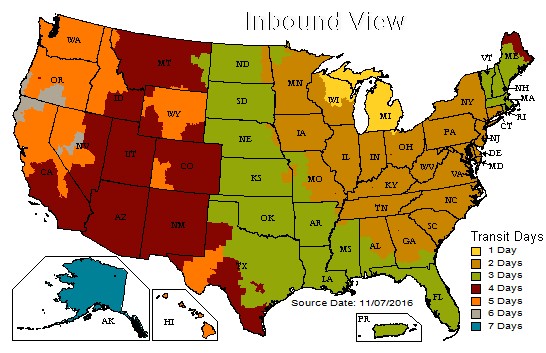 Inbound View
WA
OR
CA
ID
NV
MT
WY
UT
CO
AZ
NM
ND
SD
NE
KS
OK
TX
MN
IA
MO
AR
LA
WI
MI
IL
IN
OH
KY
TN
MS
AL
GA
FL
SC
NC
VA
WV
PA
NY
VT
ME
NH
MA
RI
CT
NJ
DE
MD
AK
HI
PR
Source Date: 11/07/2016
Transit Days
1 Day
2 Days
3 Days
4 Days
5 Days
6 Days
7 Days